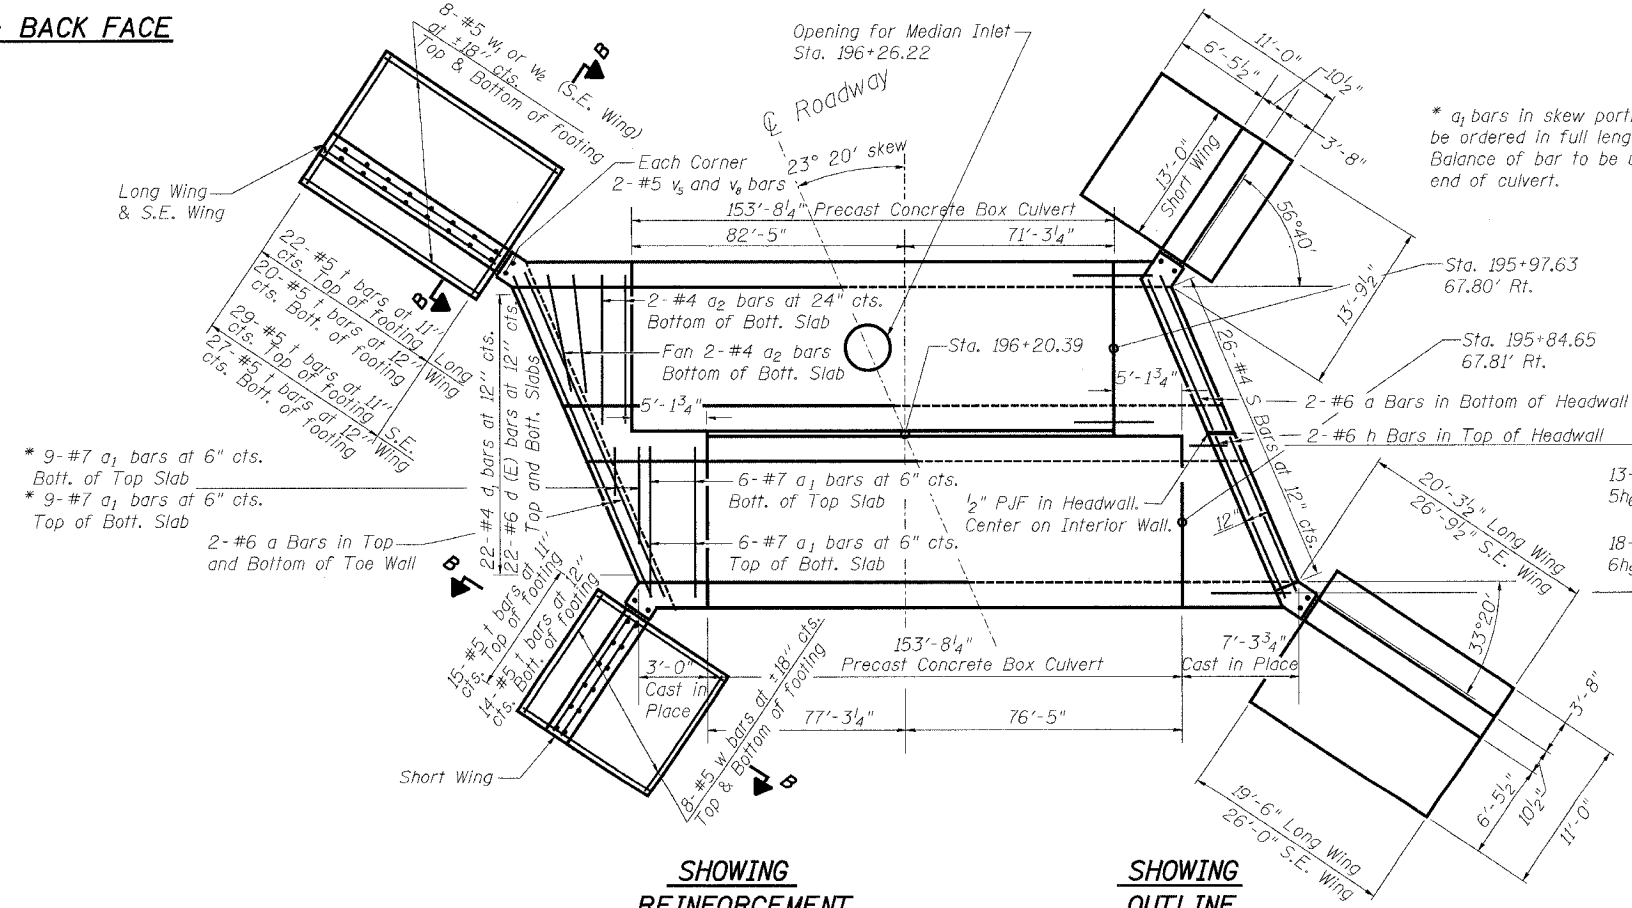 BACK FACE
8-#5 w₁ or w₂ (S.E. Wing)
at ±18" cts.
Top & Bottom of footing
B
B
Opening for Median Inlet
Sta. 196+26.22
℄ Roadway
23° 20' skew
Each Corner
2-#5 v₅ and v₈ bars
Long Wing
& S.E. Wing
153'-8¼" Precast Concrete Box Culvert
82'-5"
71'-3¼"
11'-0"
6'-5½"
10½"
3'-8"
13'-0"
Short Wing
56°40'
13'-9½"
* a₁ bars in skew port
be ordered in full leng
Balance of bar to be
end of culvert.
Sta. 195+97.63
67.80' Rt.
Sta. 195+84.65
67.81' Rt.
22-#5 t bars at 11"
cts. Top of footing
20-#5 t bars at 12"
cts. Bott. of footing
Long
Wing
29-#5 t bars at 11"
cts. Top of footing
27-#5 t bars at 12"
cts. Bott. of footing
S.E.
Wing
2-#4 a₂ bars at 24" cts.
Bottom of Bott. Slab
Fan 2-#4 a₂ bars
Bottom of Bott. Slab
Sta. 196+20.39
5'-1¾"
5'-1¾"
22-#4 d₁ bars at 12" cts.
22-#6 d (E) bars at 12" cts.
Top and Bott. Slabs
26-#4 S Bars at 12" cts.
2-#6 a Bars in Bottom of Headwall
2-#6 h Bars in Top of Headwall
* 9-#7 a₁ bars at 6" cts.
Bott. of Top Slab
* 9-#7 a₁ bars at 6" cts.
Top of Bott. Slab
6-#7 a₁ bars at 6" cts.
Bott. of Top Slab
6-#7 a₁ bars at 6" cts.
Top of Bott. Slab
½" PJF in Headwall.
Center on Interior Wall.
12"
2-#6 a Bars in Top
and Bottom of Toe Wall
B
B
20'-3½" Long Wing
26'-9½" S.E. Wing
13-
5h₆
18-
6h₉
33°20'
15-#5 t bars at 11"
cts. Top of footing
14-#5 t bars at 12"
cts. Bott. of footing
3'-0"
Cast in
Place
153'-8¼"
Precast Concrete Box Culvert
7'-3¾"
Cast in Place
77'-3¼"
76'-5"
8-#5 w bars at ±18" cts.
Top & Bottom of footing
Short Wing
3'-8"
10½"
6'-5½"
11'-0"
19'-6" Long Wing
26'-0" S.E. Wing
SHOWING
REINFORCEMENT
SHOWING
OUTLINE